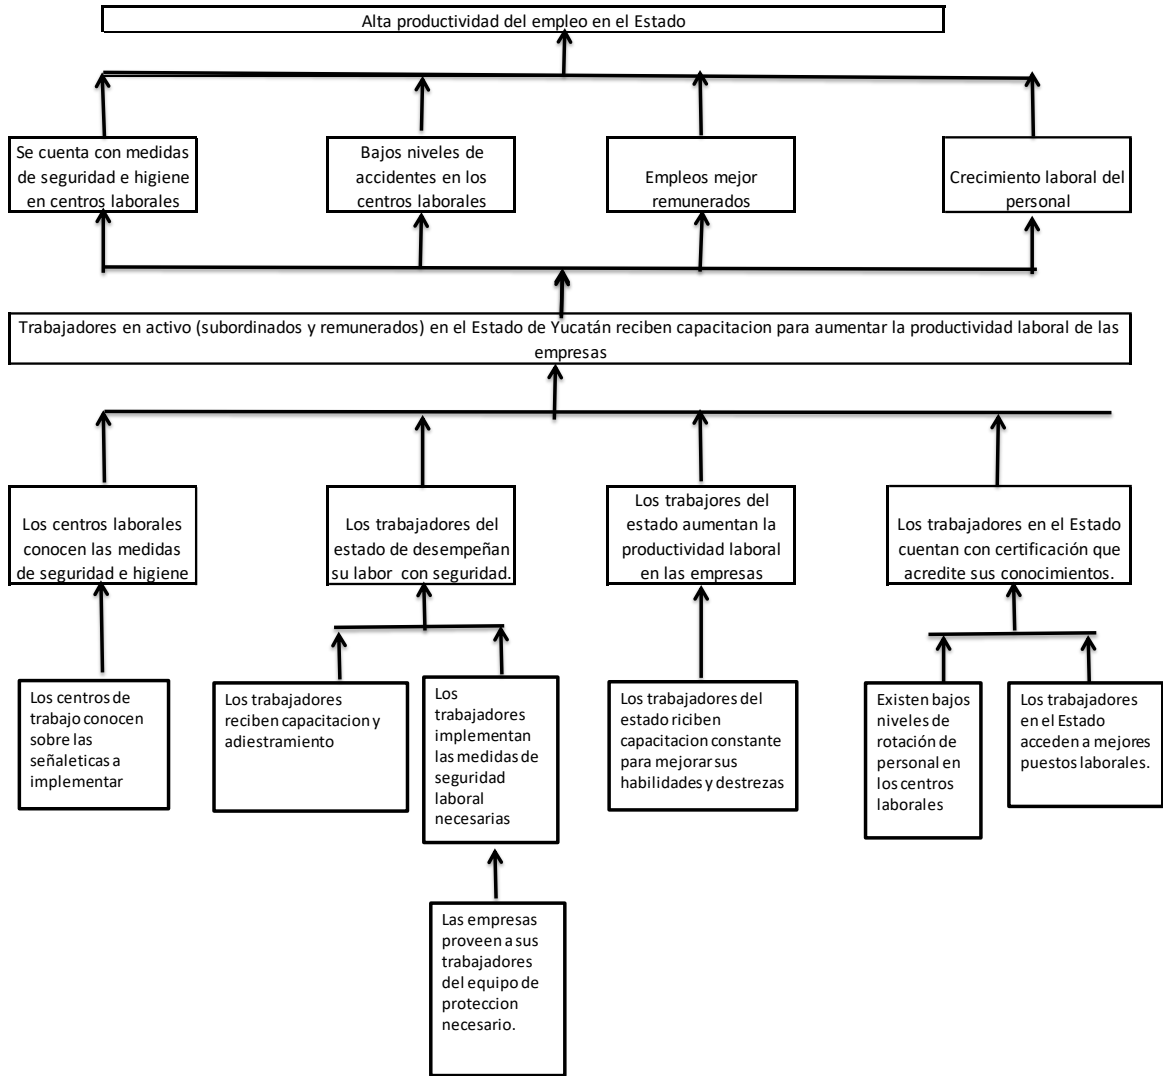 Alta productividad del empleo en el Estado
Se cuenta con medidas
de seguridad e higiene
en centros laborales
Bajos niveles de
accidentes en los
centros laborales
Empleos mejor
remunerados
Crecimiento laboral del
personal
Trabajadores en activo (subordinados y remunerados) en el Estado de Yucatán reciben capacitacion para aumentar la productividad laboral de las
empresas
Los centros laborales
conocen las medidas
de seguridad e higiene
Los trabajadores del
estado de desempeñan
su labor con seguridad.
Los trabajores del
estado aumentan la
productividad laboral
en las empresas
Los trabajadores en el Estado
cuentan con certificación que
acredite sus conocimientos.
Los centros de
trabajo conocen
sobre las
señaleticas a
implementar
Los trabajadores
reciben capacitacion y
adiestramiento
Los
trabajadores
implementan
las medidas de
seguridad
laboral
necesarias
Los trabajadores del
estado riciben
capacitacion constante
para mejorar sus
habilidades y destrezas
Existen bajos
niveles de
rotación de
personal en
los centros
laborales
Los trabajadores
en el Estado
acceden a mejores
puestos laborales.
Las empresas
proveen a sus
trabajadores
del equipo de
proteccion
necesario.